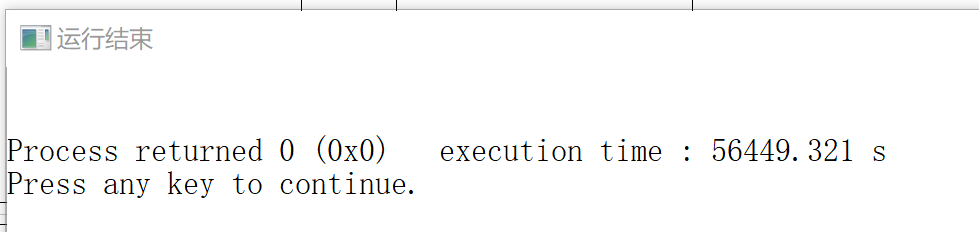 运行结束
Process returned 0 (0x0)   execution time : 56449.321 s
Press any key to continue.